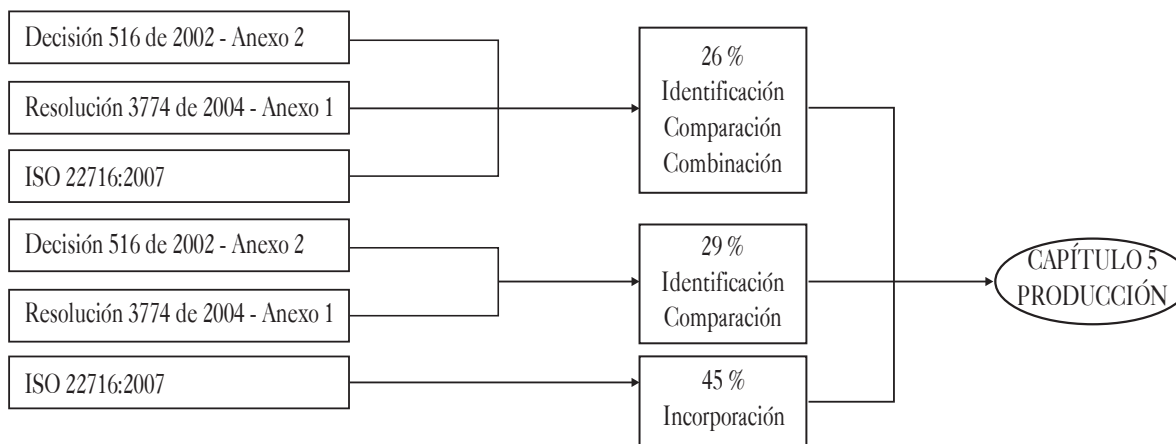 Decisión 516 de 2002 - Anexo 2
Resolución 3774 de 2004 - Anexo 1
ISO 22716:2007
26 %
Identificación
Comparación
Combinación
Decisión 516 de 2002 - Anexo 2
Resolución 3774 de 2004 - Anexo 1
29 %
Identificación
Comparación
ISO 22716:2007
45 %
Incorporación
CAPÍTULO 5
PRODUCCIÓN